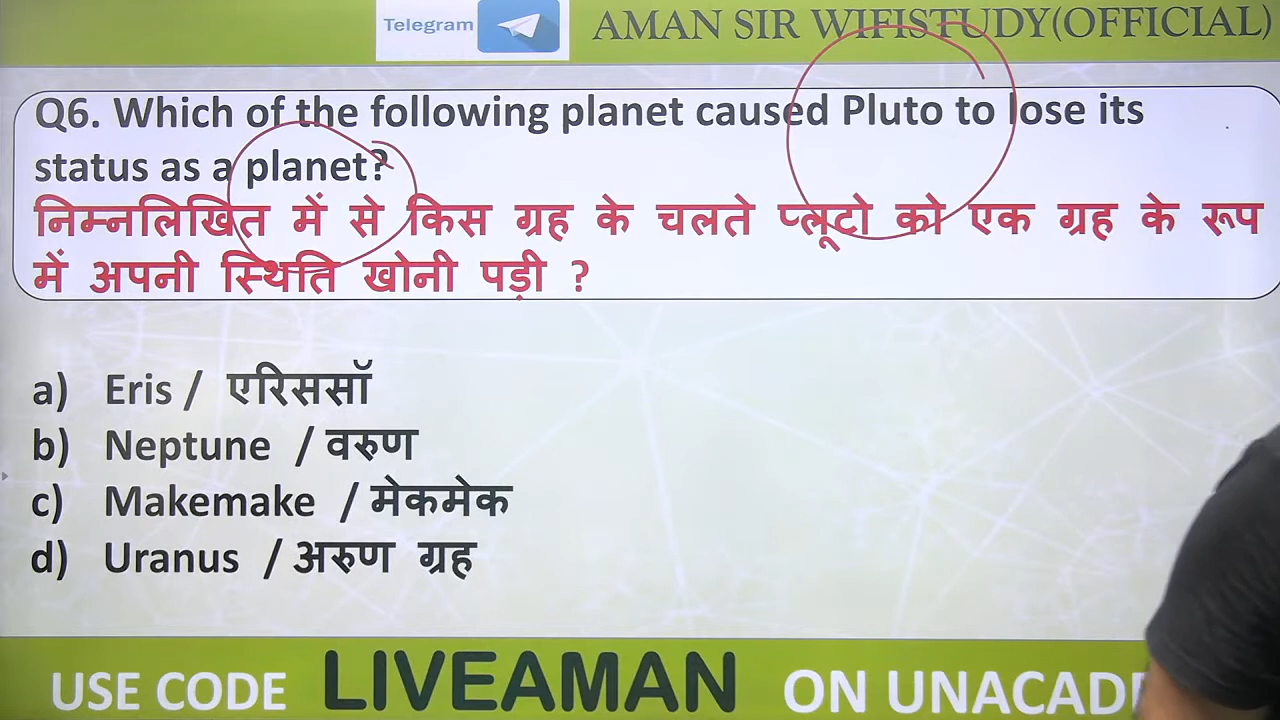 Telegram
AMAN SIR WIFISTUDY(OFFICIAL)
Q6. Which of the following planet caused Pluto to lose its
status as a planet?
निम्नलिखित में से किस ग्रह के चलते प्लूटो को एक ग्रह के रूप
में अपनी स्थिति खोनी पड़ी ?
a) Eris / एरिससॉ
b) Neptune / वरुण
c) Makemake / मेकमेक
d) Uranus / अरुण ग्रह
USE CODE LIVEAMAN ON